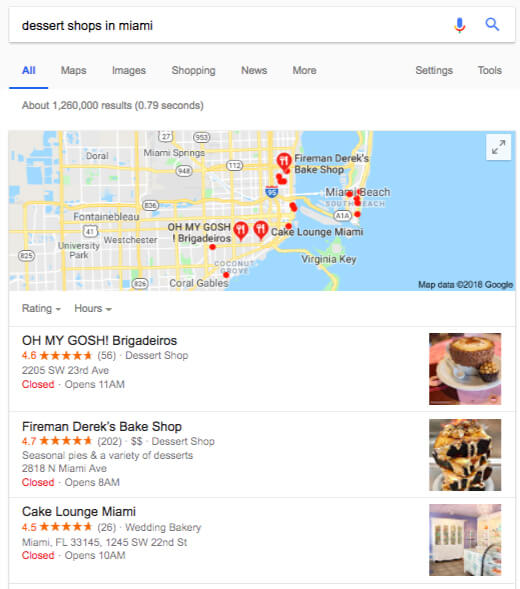 dessert shops in miami
All Maps Images Shopping News More Settings Tools
About 1,260,000 results (0.79 seconds)
27
953
Doral
Miami Springs
948
112
Fireman Derek's
Bake Shop
95
Miami Beach
SOUTH BEACH
836
A1A
Fontainebleau
41
OH MY GOSH
! Brigadeiros
Cake Lounge Miami
University
Park
Westchester
825
COCONUT
GROVE
Virginia Key
826
Coral Gables
Map data ©2018 Google
Rating Hours
OH MY GOSH! Brigadeiros
4.6 ★★★★★ (56) · Dessert Shop
2205 SW 23rd Ave
Closed · Opens 11AM
Fireman Derek's Bake Shop
4.7 ★★★★★ (202) · $$ · Dessert Shop
Seasonal pies & a variety of desserts
2818 N Miami Ave
Closed · Opens 8AM
Cake Lounge Miami
4.5 ★★★★★ (26) · Wedding Bakery
Miami, FL 33145, 1245 SW 22nd St
Closed · Opens 10AM